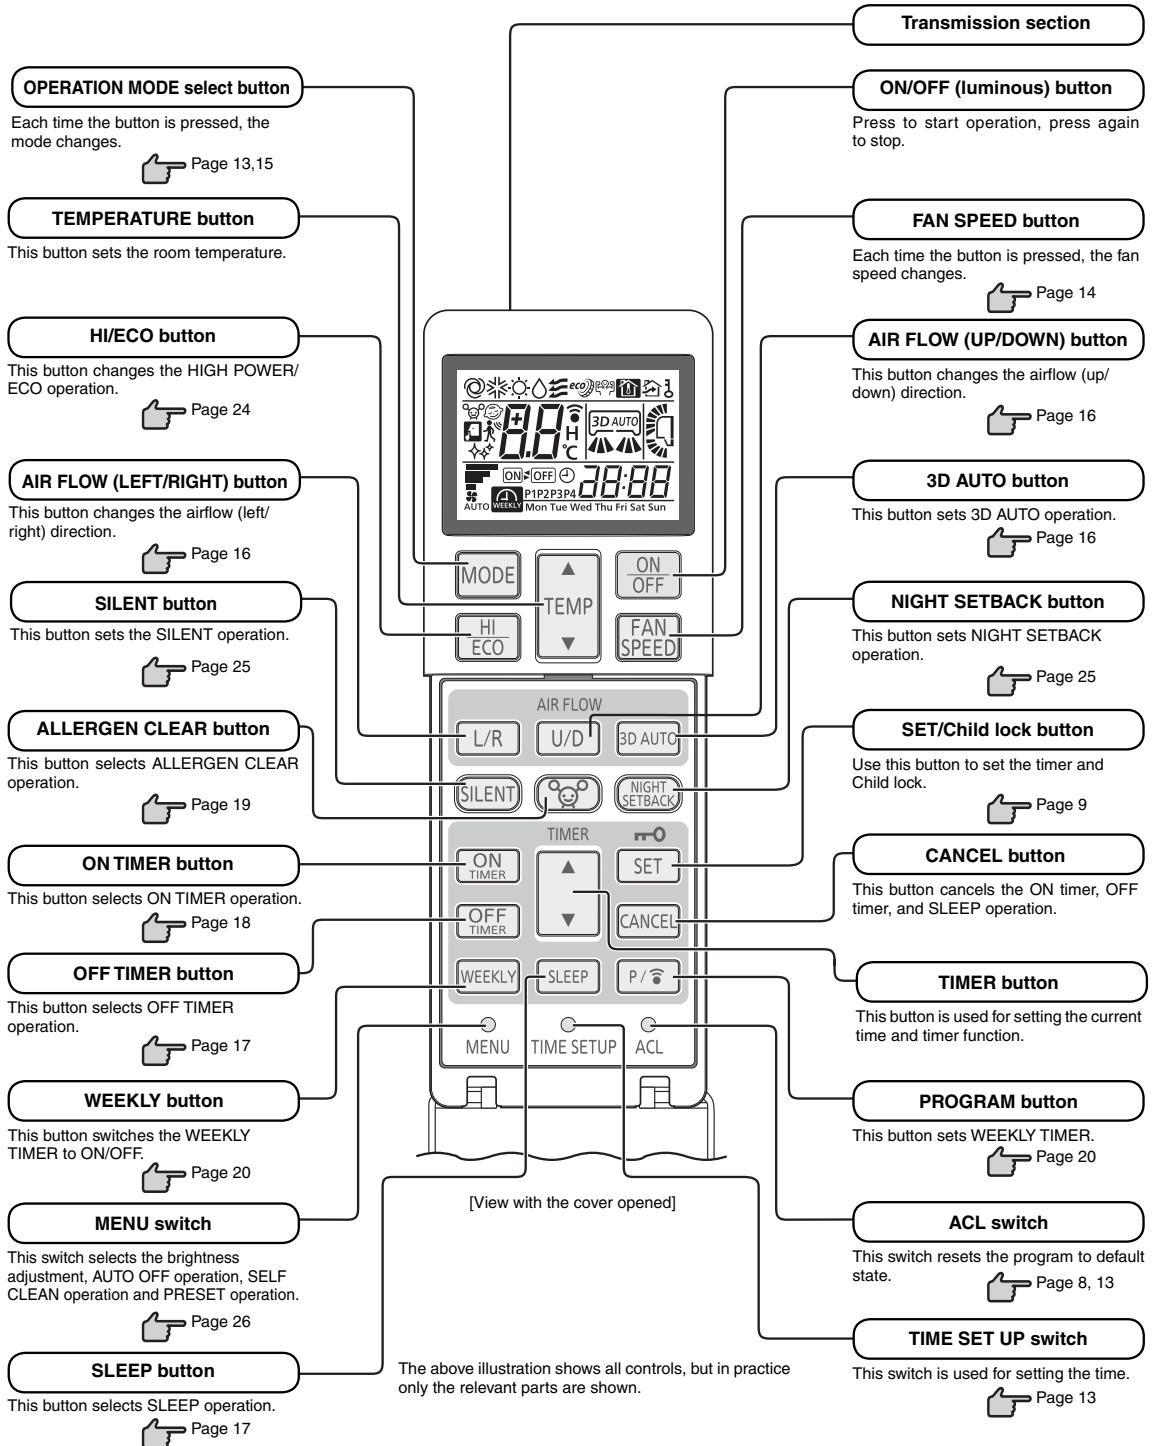 Transmission section
OPERATION MODE select button
Each time the button is pressed, the
mode changes.
Page 13,15
TEMPERATURE button
This button sets the room temperature.
HI/ECO button
This button changes the HIGH POWER/
ECO operation.
Page 24
AIR FLOW (LEFT/RIGHT) button
This button changes the airflow (left/
right) direction.
Page 16
SILENT button
This button sets the SILENT operation.
Page 25
ALLERGEN CLEAR button
This button selects ALLERGEN CLEAR
operation.
Page 19
ON TIMER button
This button selects ON TIMER operation.
Page 18
OFF TIMER button
This button selects OFF TIMER
operation.
Page 17
WEEKLY button
This button switches the WEEKLY
TIMER to ON/OFF.
Page 20
MENU switch
This switch selects the brightness
adjustment, AUTO OFF operation, SELF
CLEAN operation and PRESET operation.
Page 26
SLEEP button
This button selects SLEEP operation.
Page 17
eco
8.8
H
°C
3D AUTO
ON OFF
28:88
P1P2P3P4
AUTO WEEKLY Mon Tue Wed Thu Fri Sat Sun
MODE
TEMP
ON
OFF
HI
ECO
FAN
SPEED
AIR FLOW
L/R
U/D
3D AUTO
SILENT
NIGHT
SETBACK
TIMER
ON
TIMER
SET
OFF
TIMER
CANCEL
WEEKLY
SLEEP
P/
MENU
TIME SETUP
ACL
[View with the cover opened]
The above illustration shows all controls, but in practice
only the relevant parts are shown.
ON/OFF (luminous) button
Press to start operation, press again
to stop.
FAN SPEED button
Each time the button is pressed, the fan
speed changes.
Page 14
AIR FLOW (UP/DOWN) button
This button changes the airflow (up/
down) direction.
Page 16
3D AUTO button
This button sets 3D AUTO operation.
Page 16
NIGHT SETBACK button
This button sets NIGHT SETBACK
operation.
Page 25
SET/Child lock button
Use this button to set the timer and
Child lock.
Page 9
CANCEL button
This button cancels the ON timer, OFF
timer, and SLEEP operation.
TIMER button
This button is used for setting the current
time and timer function.
PROGRAM button
This button sets WEEKLY TIMER.
Page 20
ACL switch
This switch resets the program to default
state.
Page 8, 13
TIME SET UP switch
This switch is used for setting the time.
Page 13